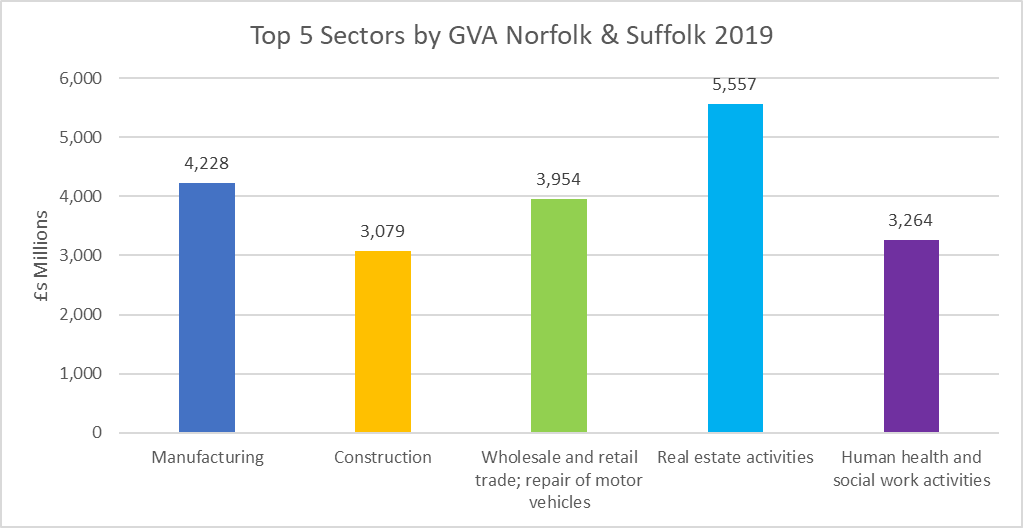 Top 5 Sectors by GVA Norfolk & Suffolk 2019
£s Millions
6,000
5,000
4,000
3,000
2,000
1,000
0
4,228
3,079
3,954
5,557
3,264
Manufacturing
Construction
Wholesale and retail
trade; repair of motor
vehicles
Real estate activities
Human health and
social work activities